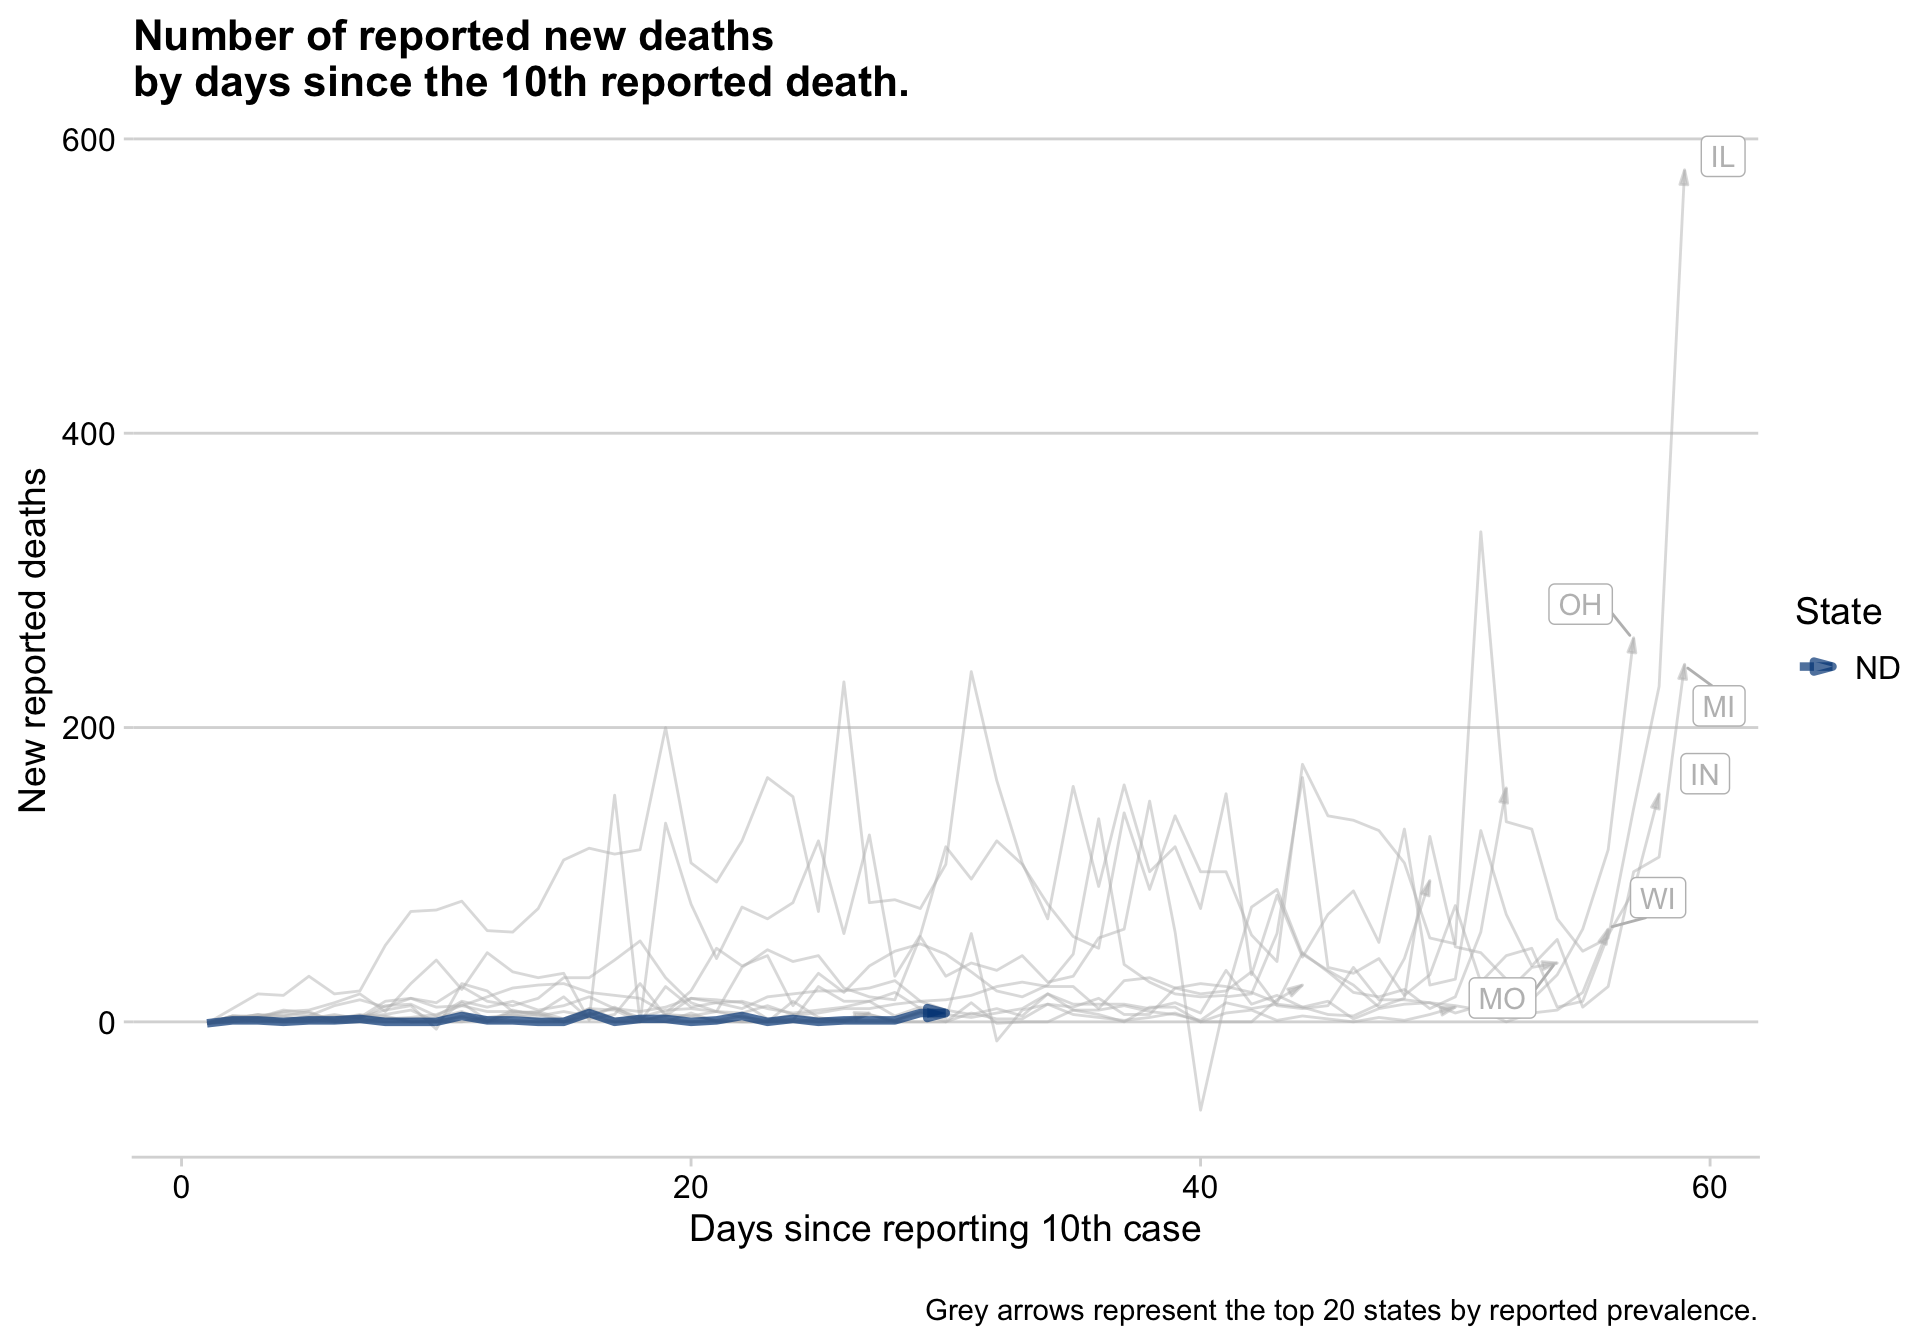 Number of reported new deaths
by days since the 10th reported death.
600
400
200
0
New reported deaths
IL
OH
MI
IN
WI
MO
State
ND
0
20
40
60
Days since reporting 10th case
Grey arrows represent the top 20 states by reported prevalence.